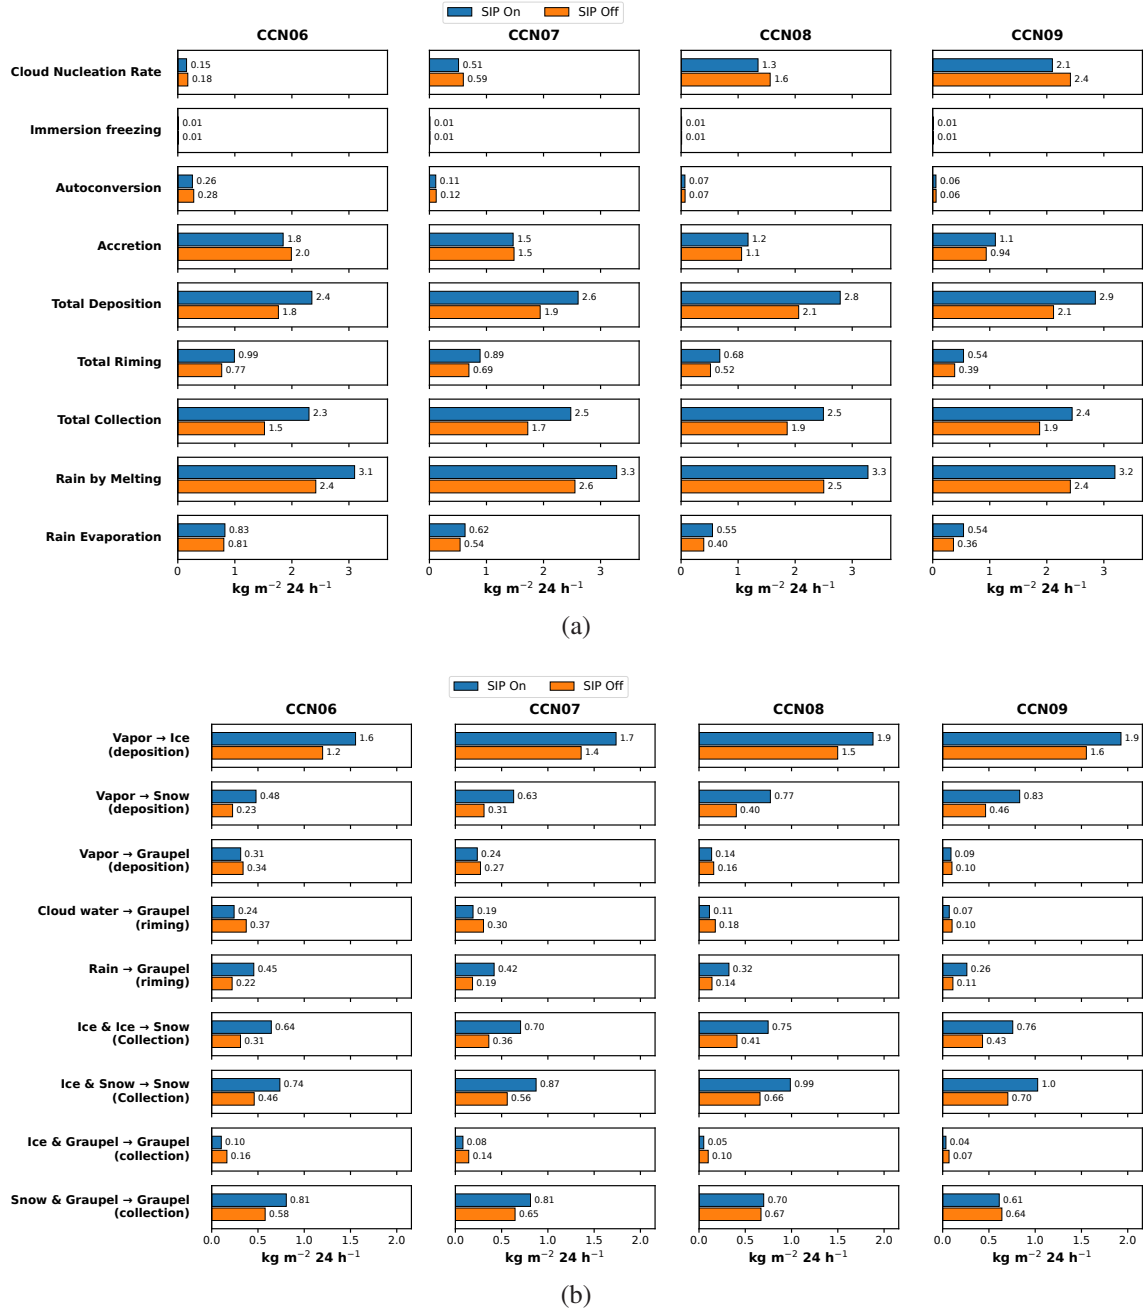 SIP On SIP Off
CCN06 CCN07 CCN08 CCN09
Cloud Nucleation Rate 0.15 0.51 1.3 2.1
0.18 0.59 1.6 2.4
Immersion freezing 0.01 0.01 0.01 0.01
0.01 0.01 0.01 0.01
Autoconversion 0.26 0.11 0.07 0.06
0.28 0.12 0.07 0.06
Accretion 1.8 1.5 1.2 1.1
2.0 1.5 1.1 0.94
Total Deposition 2.4 2.6 2.8 2.9
1.8 1.9 2.1 2.1
Total Riming 0.99 0.89 0.68 0.54
0.77 0.69 0.52 0.39
Total Collection 2.3 2.5 2.5 2.4
1.5 1.7 1.9 1.9
Rain by Melting 3.1 3.3 3.3 3.2
2.4 2.6 2.5 2.4
Rain Evaporation 0.83 0.62 0.55 0.54
0.81 0.54 0.40 0.36
0 1 2 3 0 1 2 3 0 1 2 3 0 1 2 3
kg m⁻² 24 h⁻¹ kg m⁻² 24 h⁻¹ kg m⁻² 24 h⁻¹ kg m⁻² 24 h⁻¹
(a)
SIP On SIP Off
CCN06 CCN07 CCN08 CCN09
Vapor → Ice 1.6 1.7 1.9 1.9
(deposition) 1.2 1.4 1.5 1.6
Vapor → Snow 0.48 0.63 0.77 0.83
(deposition) 0.23 0.31 0.40 0.46
Vapor → Graupel 0.31 0.24 0.14 0.09
(deposition) 0.34 0.27 0.16 0.10
Cloud water → Graupel 0.24 0.19 0.11 0.07
(riming) 0.37 0.30 0.18 0.10
Rain → Graupel 0.45 0.42 0.32 0.26
(riming) 0.22 0.19 0.14 0.11
Ice & Ice → Snow 0.64 0.70 0.75 0.76
(Collection) 0.31 0.36 0.41 0.43
Ice & Snow → Snow 0.74 0.87 0.99 1.0
(Collection) 0.46 0.56 0.66 0.70
Ice & Graupel → Graupel 0.10 0.08 0.05 0.04
(collection) 0.16 0.14 0.10 0.07
Snow & Graupel → Graupel 0.81 0.81 0.70 0.61
(collection) 0.58 0.65 0.67 0.64
0.0 0.5 1.0 1.5 2.0 0.0 0.5 1.0 1.5 2.0 0.0 0.5 1.0 1.5 2.0 0.0 0.5 1.0 1.5 2.0
kg m⁻² 24 h⁻¹ kg m⁻² 24 h⁻¹ kg m⁻² 24 h⁻¹ kg m⁻² 24 h⁻¹
(b)